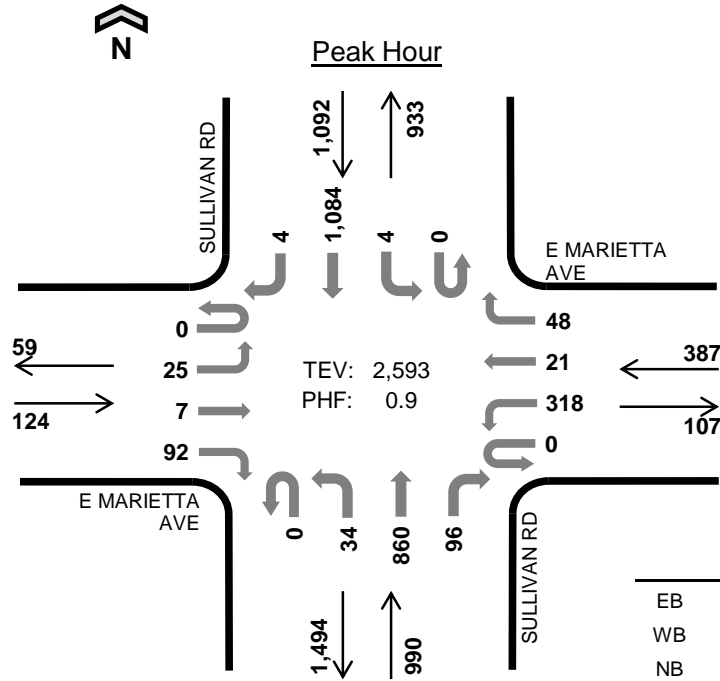 N
Peak Hour
1,092
933
SULLIVAN RD
4
1,084
4
0
E MARIETTA
AVE
0
48
59
25
TEV: 2,593
21
387
7
PHF: 0.9
318
124
107
92
0
E MARIETTA
AVE
0
34
860
96
SULLIVAN RD
1,494
990
EB
WB
NB